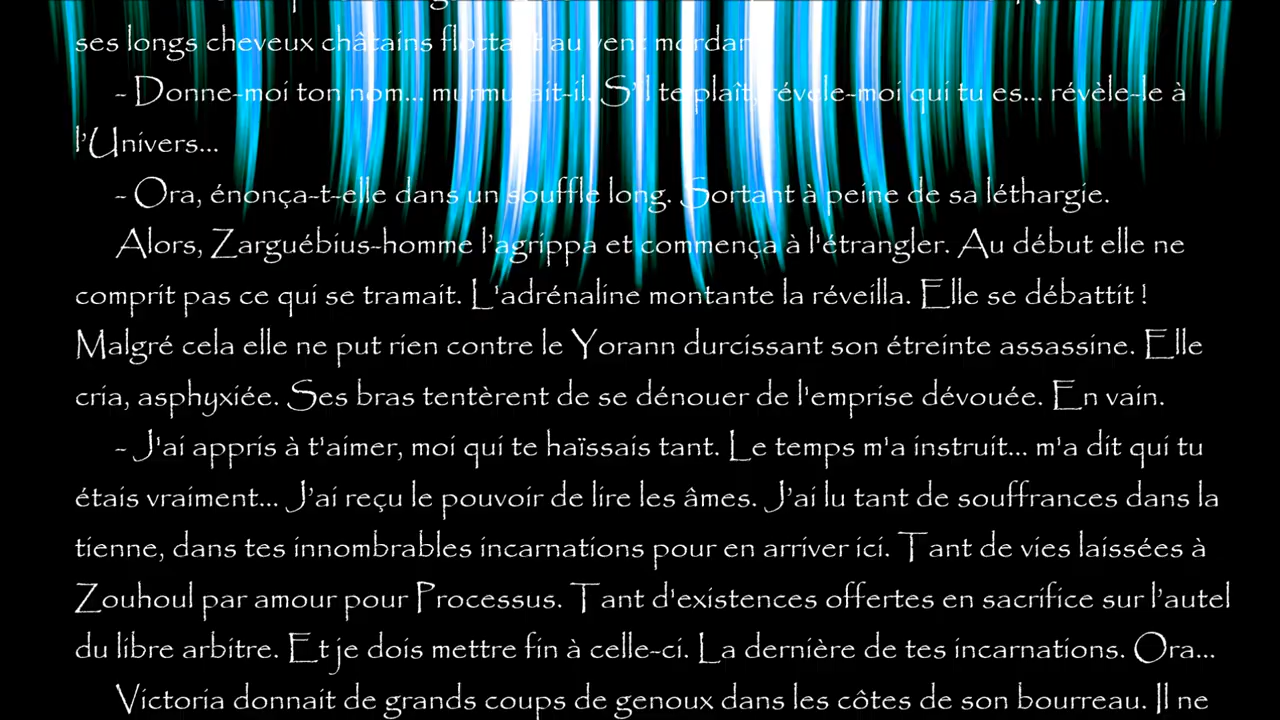 ses longs cheveux châtains flottant au vent mordan
- Donne-moi ton nom... murmurait-il. S'il te plaît, révèle-moi qui tu es... révèle-le à
l'Univers...
- Ora, énonça-t-elle dans un souffle long. Sortant à peine de sa léthargie.
Alors, Zarguébius-homme l'agrippa et commença à l'étrangler. Au début elle ne
comprit pas ce qui se tramait. L'adrénaline montante la réveilla. Elle se débattit !
Malgré cela elle ne put rien contre le Yorann durcissant son étreinte assassine. Elle
cria, asphyxiée. Ses bras tentèrent de se dénouer de l'emprise dévouée. En vain.
- J'ai appris à t'aimer, moi qui te haïssais tant. Le temps m'a instruit... m'a dit qui tu
étais vraiment... J'ai reçu le pouvoir de lire les âmes. J'ai lu tant de souffrances dans la
tienne, dans tes innombrables incarnations pour en arriver ici. Tant de vies laissées à
Zouhoul par amour pour Processus. Tant d'existences offertes en sacrifice sur l'autel
du libre arbitre. Et je dois mettre fin à celle-ci. La dernière de tes incarnations. Ora...
Victoria donnait de grands coups de genoux dans les côtes de son bourreau. Il ne